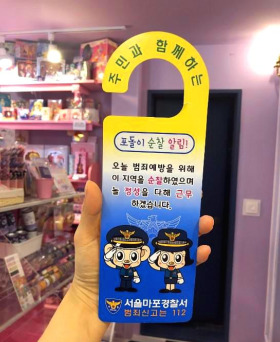 주민과 함께하는
포돌이 순찰 알림!
오늘 범죄예방을 위해
이 지역을 순찰하였으며
늘 정성을 다해 근무
하겠습니다.
서울마포경찰서
범죄신고는 112